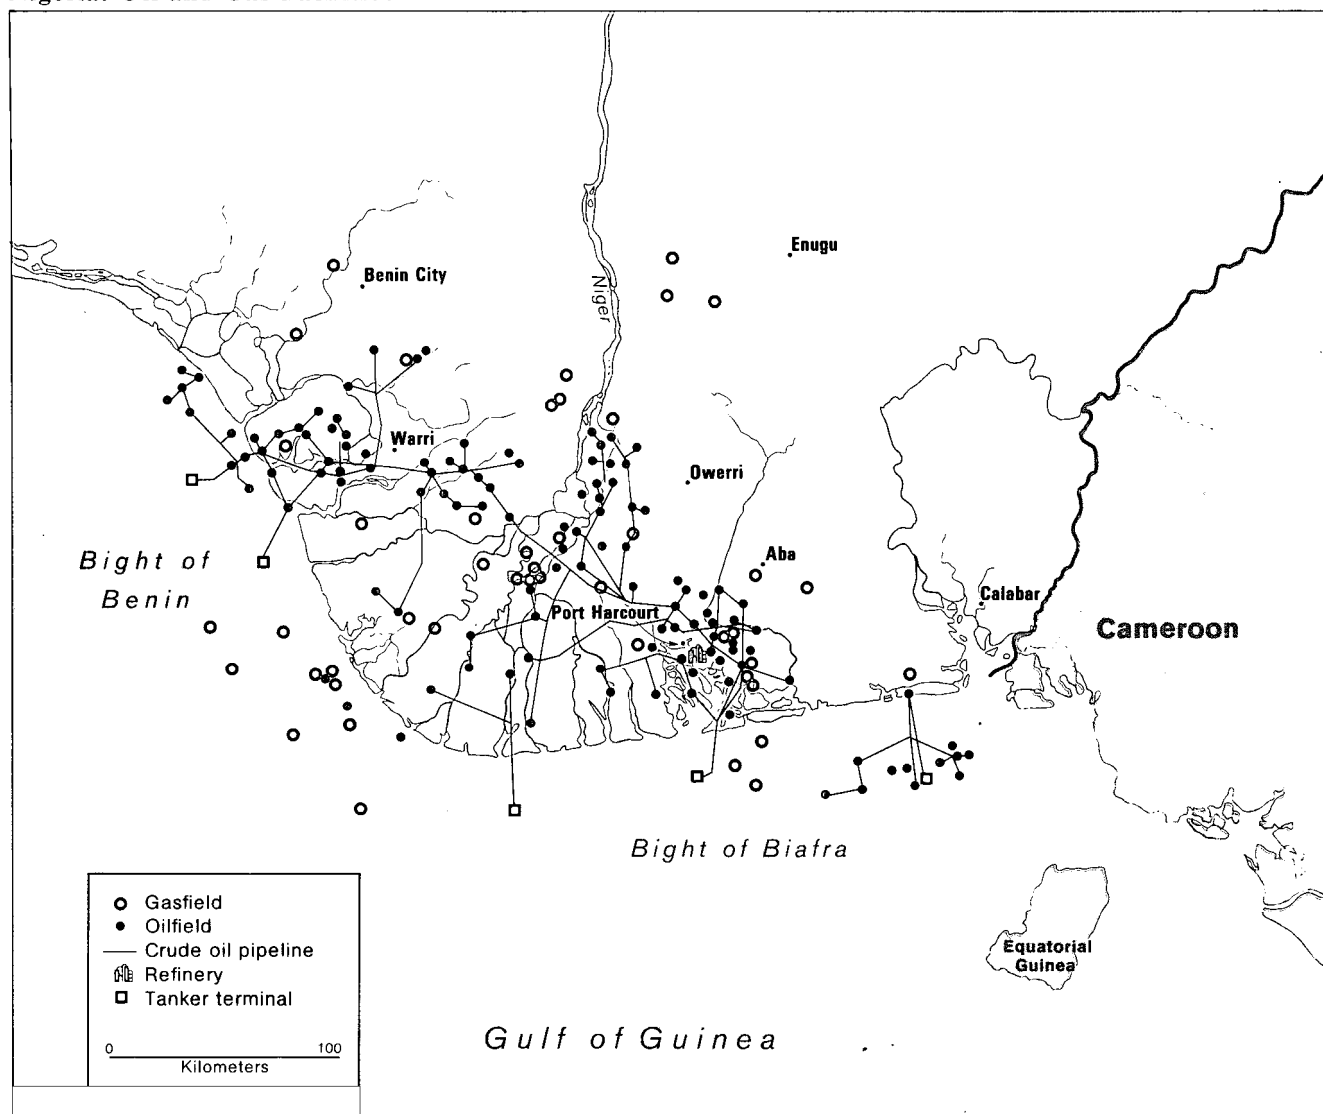 Enugu
Benin City
Niger
Warri
Owerri
Aba
Bight of
Benin
Calabar
Port Harcourt
Cameroon
Bight of Biafra
Gasfield
Oilfield
Crude oil pipeline
Refinery
Tanker terminal
0 100
Kilometers
Equatorial
Guinea
Gulf of Guinea